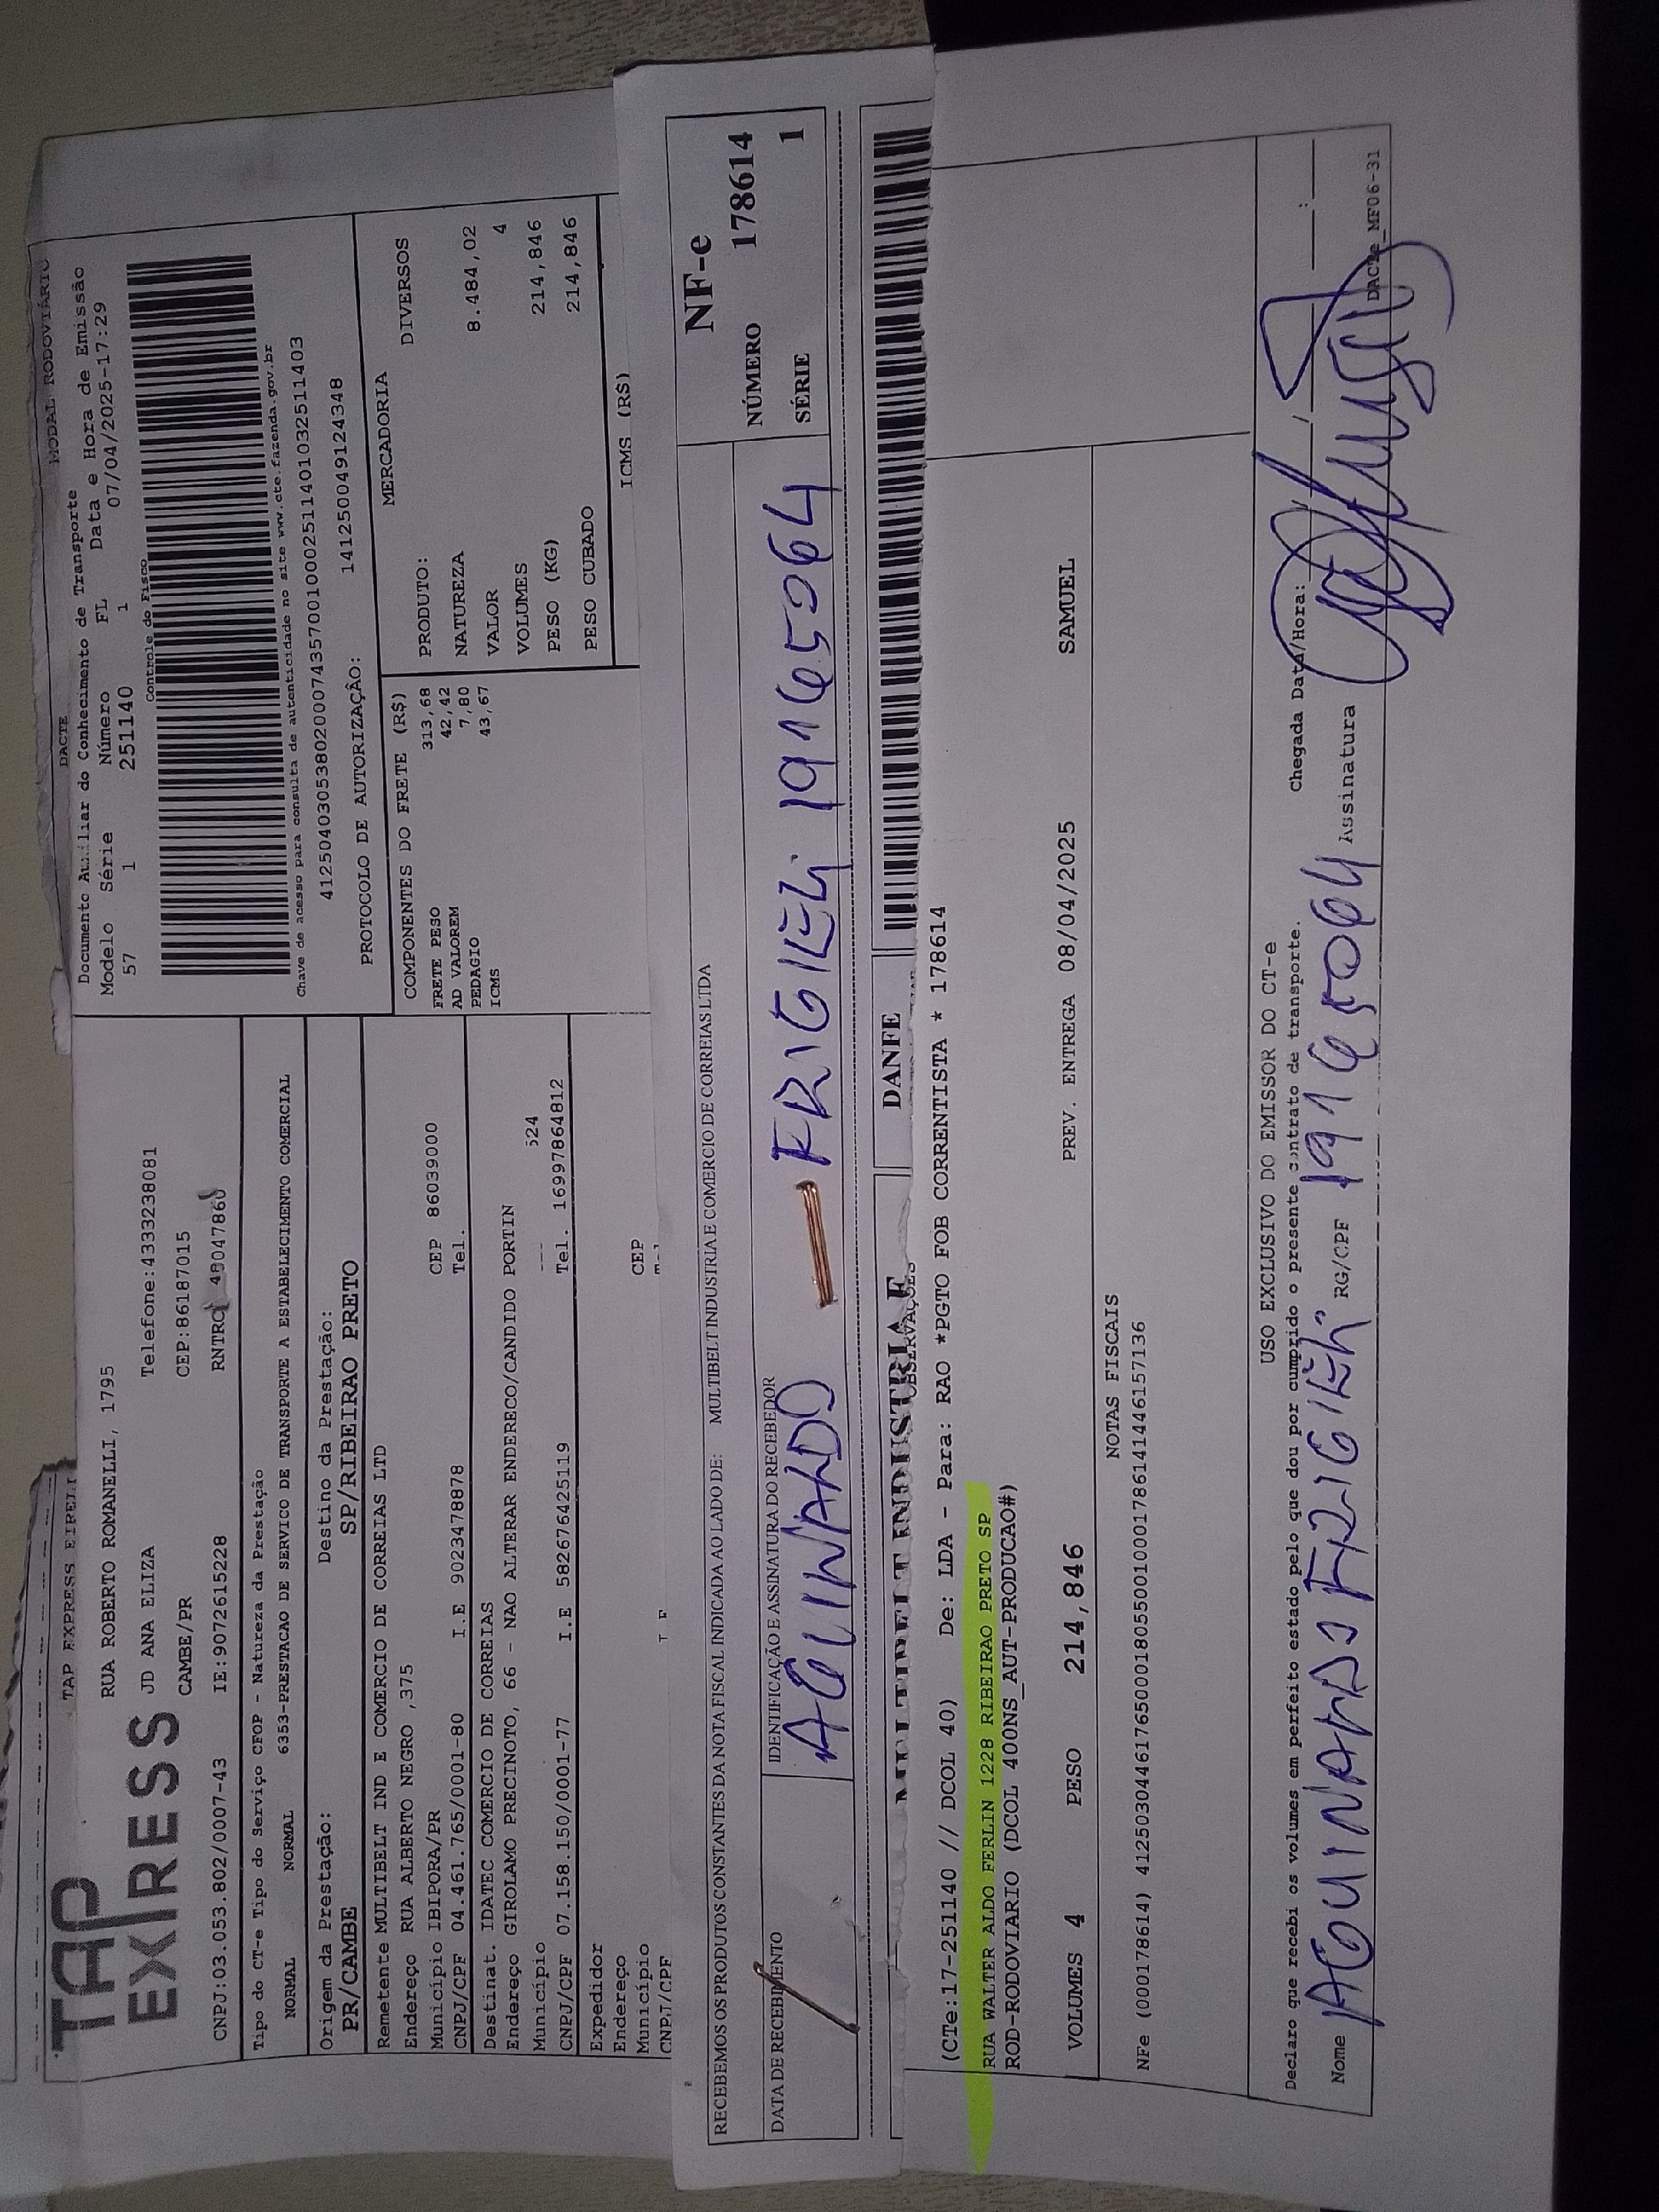 MODAL RODOVIÁRIO
TAP EXPRESS EIRELI
DACTE
TAP EXPRESS
RUA ROBERTO ROMANELLI, 1795
Documento Auxiliar do Conhecimento de Transporte
JD ANA ELIZA
Telefone:4333238081
Modelo Série Número FL Data e Hora de Emissão
57 1 251140 1 07/04/2025-17:29
CAMBE/PR
CEP:86187015
Controle do Fisco
CNPJ:03.053.802/0007-43 IE:9072615228
Chave de acesso para consulta de autenticidade no site www.cte.fazenda.gov.br
41250403053802000743570010002511401032511403
PROTOCOLO DE AUTORIZAÇÃO: 141250049124348
Tipo do CT-e Tipo do Serviço CFOP - Natureza da Prestação
NORMAL NORMAL 6353-PRESTACAO DE SERVICO DE TRANSPORTE A ESTABELECIMENTO COMERCIAL
Origem da Prestação: Destino da Prestação:
PR/CAMBE SP/RIBEIRAO PRETO
Remetente MULTIBELT IND E COMERCIO DE CORREIAS LTD
Endereço RUA ALBERTO NEGRO ,375
Município IBIPORA/PR CEP 86039000
CNPJ/CPF 04.461.765/0001-80 I.E 9023478878 Tel.
Destinat. IDATEC COMERCIO DE CORREIAS
Endereço GIROLAMO PRECINOTO, 66 - NAO ALTERAR ENDERECO/CANDIDO PORTIN
Município 524
CNPJ/CPF 07.158.150/0001-77 I.E 582676425119 Tel. 16997864812
Expedidor
Endereço
Município CEP
CNPJ/CPF
COMPONENTES DO FRETE (R$)
FRETE PESO 313,68
AD VALOREM 42,42
PEDAGIO 7,80
ICMS 43,67
MERCADORIA
PRODUTO: DIVERSOS
NATUREZA
VALOR 8.484,02
VOLUMES 4
PESO (KG) 214,846
PESO CUBADO 214,846
ICMS (R$)
RECEBEMOS OS PRODUTOS CONSTANTES DA NOTA FISCAL INDICADA AO LADO DE: MULTIBELT INDUSTRIA E COMERCIO DE CORREIAS LTDA
NF-e
NÚMERO 178614
SÉRIE 1
DATA DE RECEBIMENTO
IDENTIFICAÇÃO E ASSINATURA DO RECEBEDOR
AGUINALDO FRIGIERI 19165064
MULTIBELT INDUSTRIA E
DANFE
OBSERVAÇÕES
(CTe:17-251140 // DCOL 40) De: LDA - Para: RAO *PGTO FOB CORRENTISTA * 178614
RUA WALTER ALDO FERLIN 1228 RIBEIRAO PRETO SP
ROD-RODOVIARIO (DCOL 400NS_AUT-PRODUCAO#)
VOLUMES 4 PESO 214,846 PREV. ENTREGA 08/04/2025 SAMUEL
NOTAS FISCAIS
NFe (000178614) 41250304461765000180550010001786141446157136
USO EXCLUSIVO DO EMISSOR DO CT-e
Declaro que recebi os volumes em perfeito estado pelo que dou por cumprido o presente contrato de transporte. Chegada Data/Hora:
Nome AGUINALDO FRIGIERI RG/CPF 19165064 Assinatura
DACTe_MF06-31